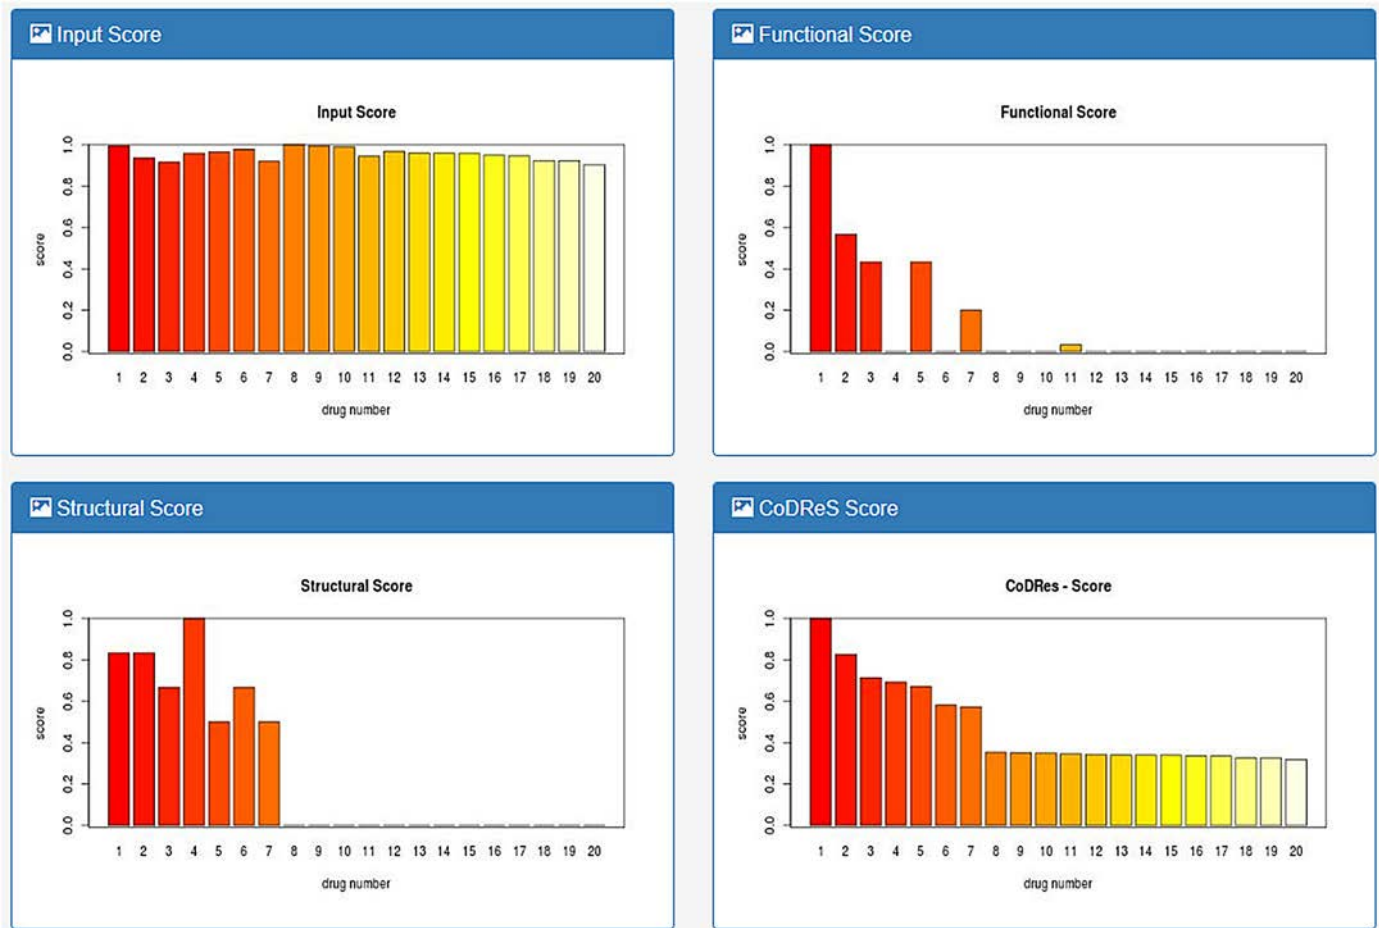 Input Score
Input Score
score
1.0
0.8
0.6
0.4
0.2
0.0
1 2 3 4 5 6 7 8 9 10 11 12 13 14 15 16 17 18 19 20
drug number
Functional Score
Functional Score
score
1.0
0.8
0.6
0.4
0.2
0.0
1 2 3 4 5 6 7 8 9 10 11 12 13 14 15 16 17 18 19 20
drug number
Structural Score
Structural Score
score
1.0
0.8
0.6
0.4
0.2
0.0
1 2 3 4 5 6 7 8 9 10 11 12 13 14 15 16 17 18 19 20
drug number
CoDReS Score
CoDRes - Score
score
1.0
0.8
0.6
0.4
0.2
0.0
1 2 3 4 5 6 7 8 9 10 11 12 13 14 15 16 17 18 19 20
drug number